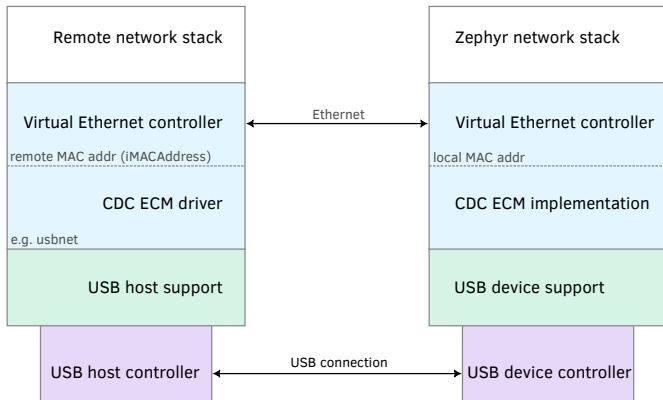 Remote network stack
Zephyr network stack
Virtual Ethernet controller
Ethernet
Virtual Ethernet controller
remote MAC addr (iMACAddress)
local MAC addr
CDC ECM driver
CDC ECM implementation
e.g. usbnet
USB host support
USB device support
USB host controller
USB connection
USB device controller